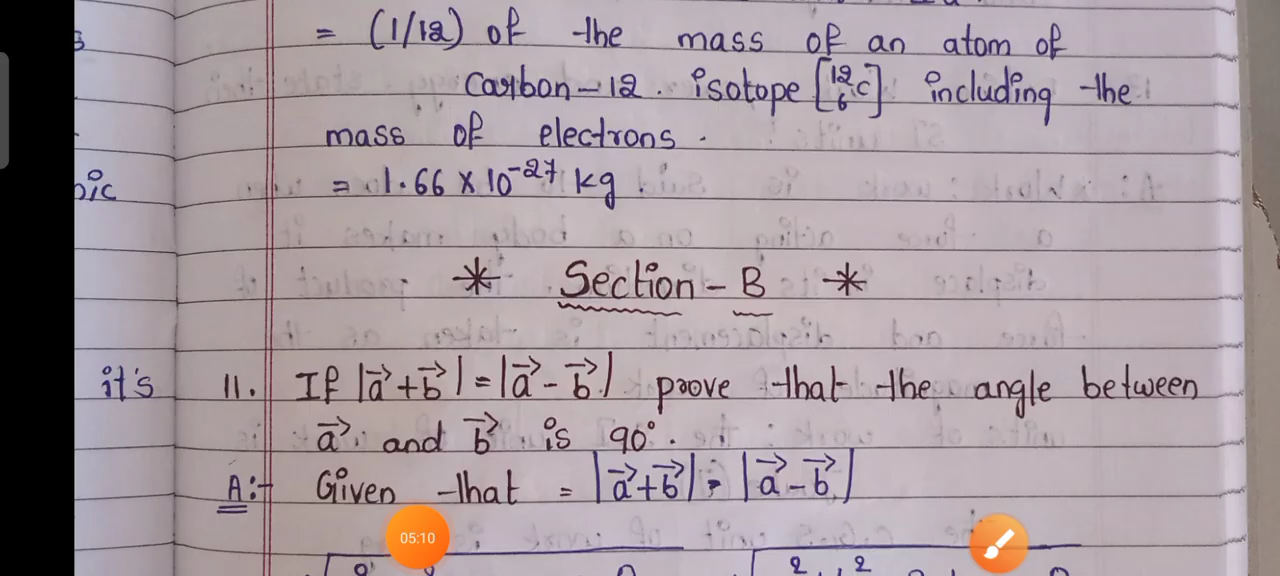 = (1/12) of the mass of an atom of
Carbon-12. isotope [¹²₆C] including the
mass of electrons.
= 1.66 × 10⁻²⁷ kg.
* Section - B *
it's
11. If |a⃗ + b⃗| = |a⃗ - b⃗| prove that the angle between
a⃗ and b⃗ is 90°.
A:- Given that = |a⃗ + b⃗| = |a⃗ - b⃗|
05:10